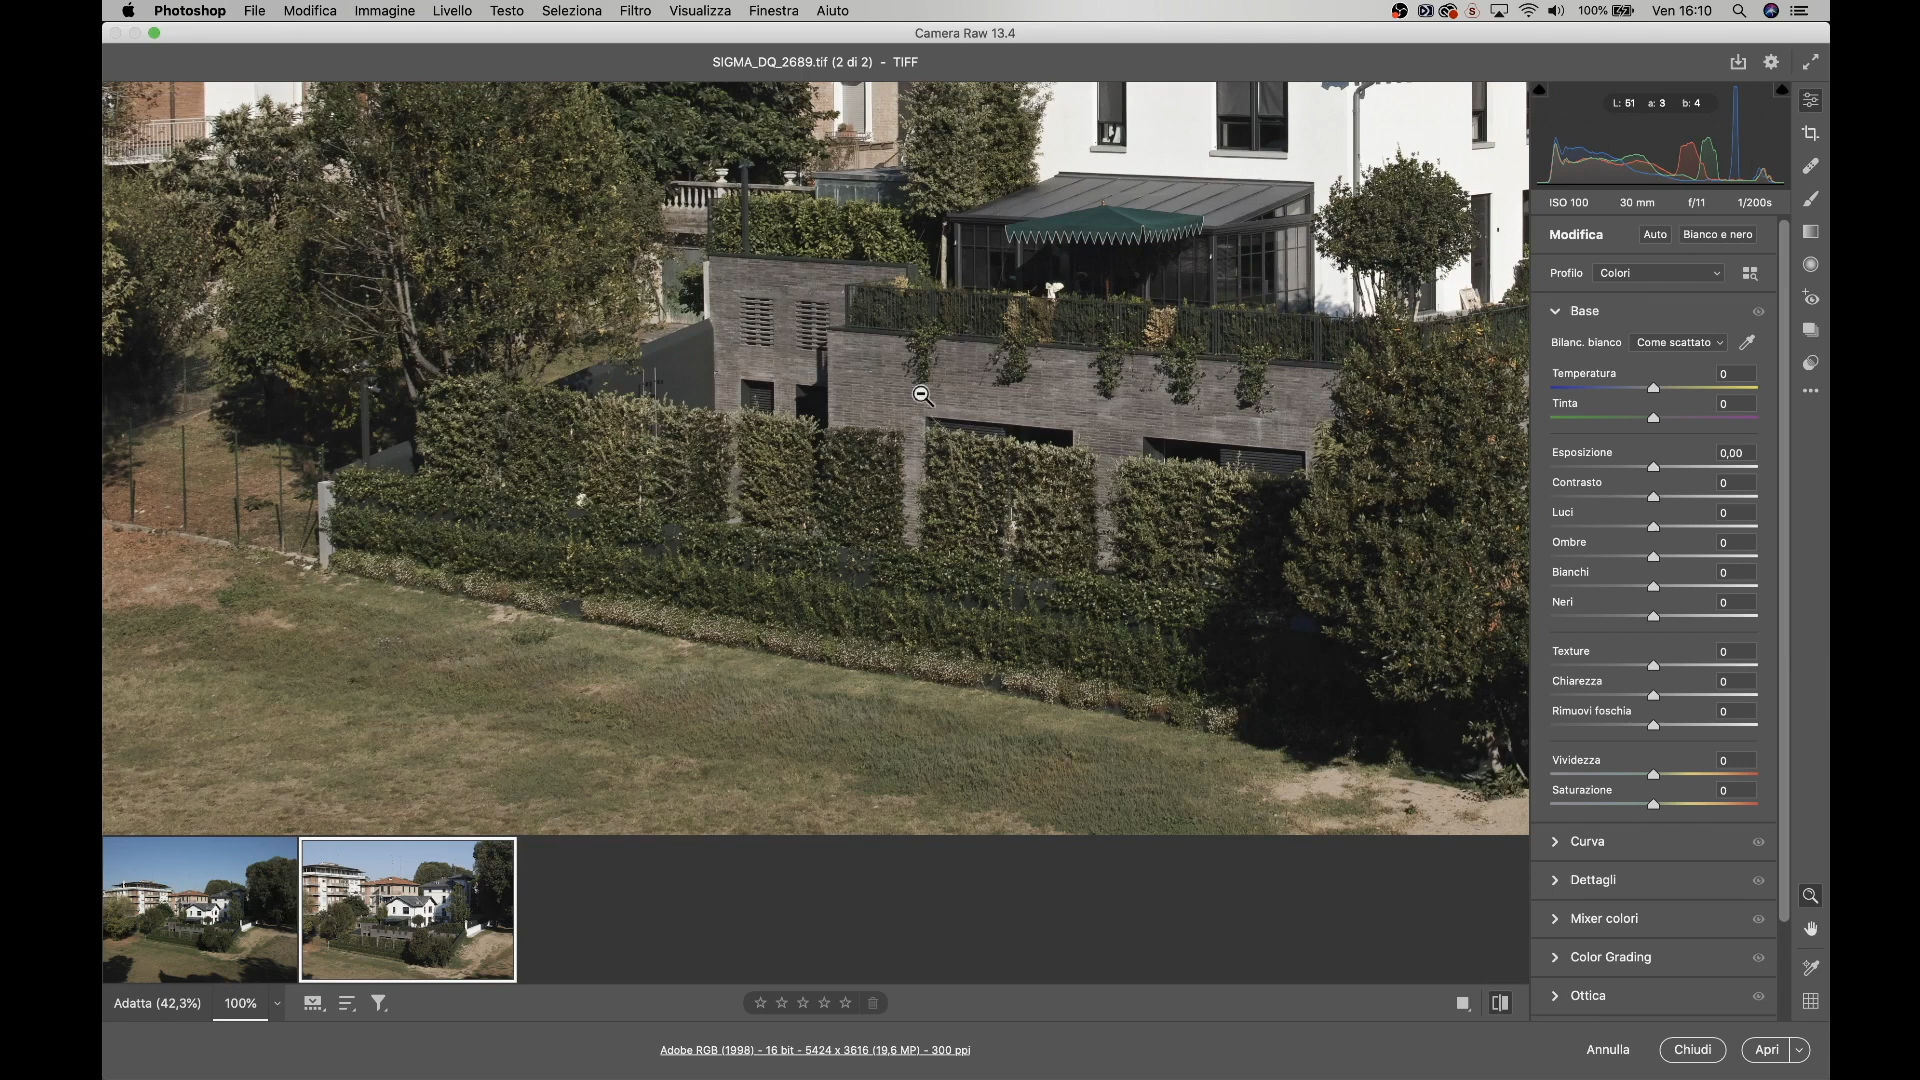 Photoshop File Modifica Immagine Livello Testo Seleziona Filtro Visualizza Finestra Aiuto 100% Ven 16:10
Camera Raw 13.4
SIGMA_DQ_2689.tif (2 di 2) - TIFF
L: 51 a: 3 b: 4
ISO 100 30 mm f/11 1/200s
Modifica Auto Bianco e nero
Profilo Colori
Base
Bilanc. bianco Come scattato
Temperatura 0
Tinta 0
Esposizione 0,00
Contrasto 0
Luci 0
Ombre 0
Bianchi 0
Neri 0
Texture 0
Chiarezza 0
Rimuovi foschia 0
Vividezza 0
Saturazione 0
Curva
Dettagli
Mixer colori
Color Grading
Ottica
Adatta (42,3%) 100%
Adobe RGB (1998) - 16 bit - 5424 x 3616 (19,6 MP) - 300 ppi
Annulla Chiudi Apri